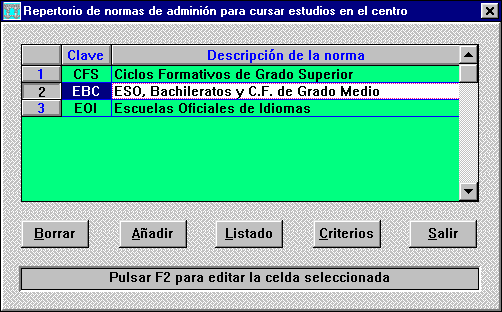 Repertorio de normas de adminión para cursar estudios en el centro
Clave Descripción de la norma
1 CFS Ciclos Formativos de Grado Superior
2 EBC ESO, Bachileratos y C.F. de Grado Medio
3 EOI Escuelas Oficiales de Idiomas
Borrar Añadir Listado Criterios Salir
Pulsar F2 para editar la celda seleccionada